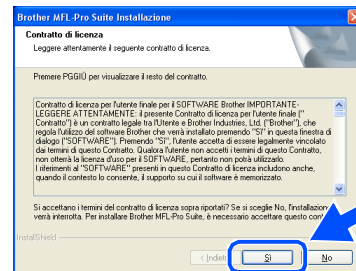 Brother MFL-Pro Suite Installazione
Contratto di licenza
Leggere attentamente il seguente contratto di licenza.
Premere PGGIÙ per visualizzare il resto del contratto.
Contratto di licenza per l'utente finale per il SOFTWARE Brother IMPORTANTE-
LEGGERE ATTENTAMENTE: il presente Contratto di licenza per l'utente finale ("
Contratto") è un contratto legale tra l'Utente e Brother Industries, Ltd. ("Brother"), che
regola l'utilizzo del software Brother che verrà installato premendo "Sì" in questa finestra di
dialogo ("SOFTWARE"). Premendo "Sì", l'utente accetta di essere legalmente vincolato
dai termini di questo Contratto. Qualora l'utente non accetti i termini di questo Contratto,
non otterrà la licenza d'uso per il SOFTWARE, pertanto non potrà utilizzarlo.
I riferimenti al "SOFTWARE" presenti in questo Contratto di licenza includono anche,
quando il contesto lo consente, il supporto su cui il software è memorizzato.
Si accettano i termini del contratto di licenza sopra riportati? Se si sceglie No, l'installazione
verrà interrotta. Per installare Brother MFL-Pro Suite, è necessario accettare questo
InstallShield
< Indietro Sì No